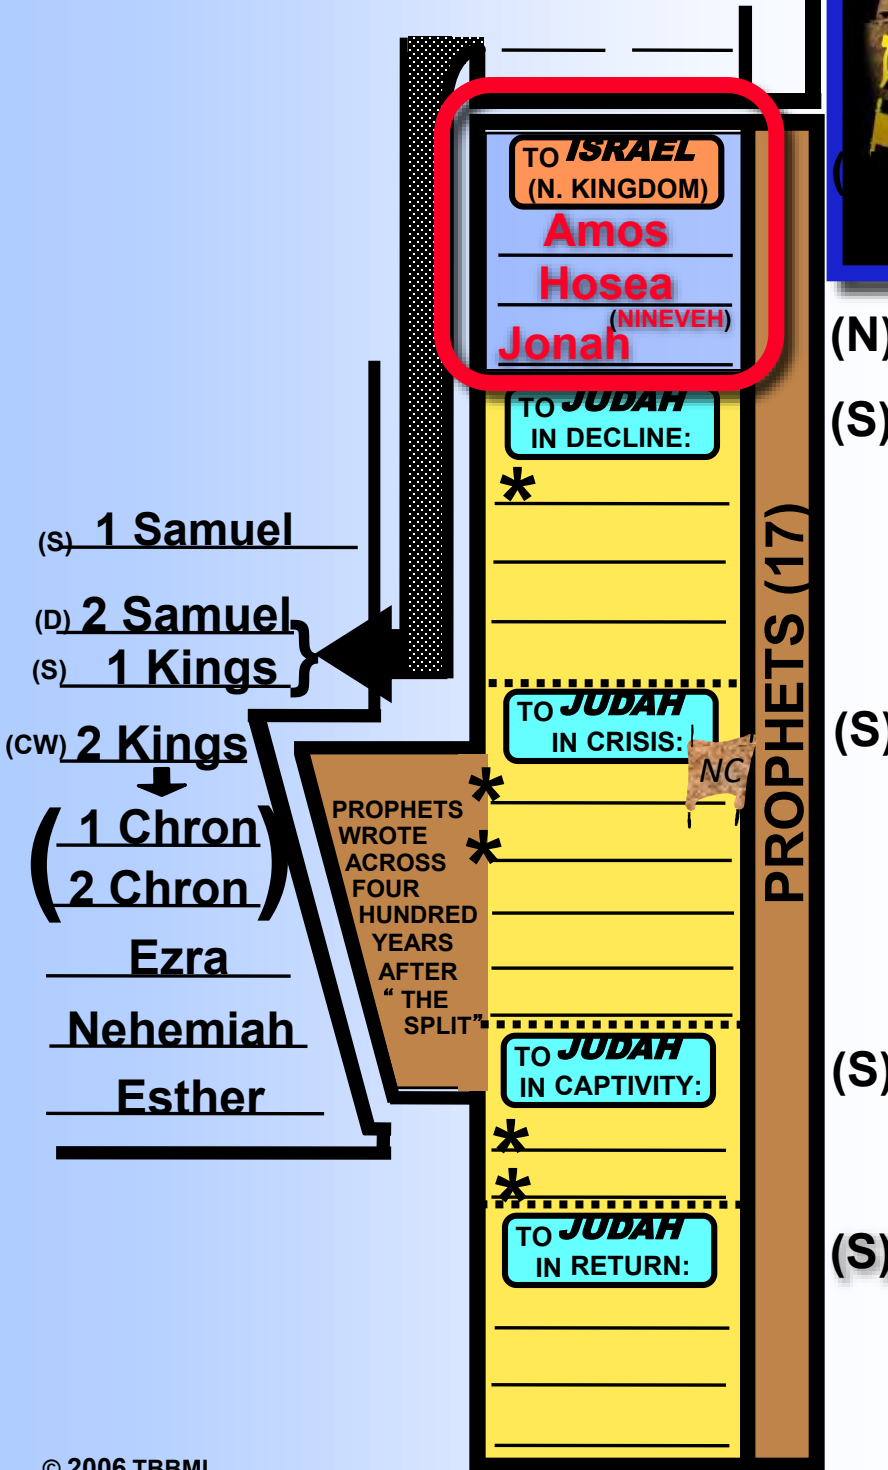 TO ISRAEL
(N. KINGDOM)
Amos
Hosea
(NINEVEH)
Jonah
TO JUDAH
IN DECLINE:
*
TO JUDAH
IN CRISIS:
NC
*
*
TO JUDAH
IN CAPTIVITY:
*
*
TO JUDAH
IN RETURN:
PROPHETS (17)
(S) 1 Samuel
(D) 2 Samuel
(S) 1 Kings
}
(CW) 2 Kings
( 1 Chron )
2 Chron
Ezra
Nehemiah
Esther
PROPHETS
WROTE
ACROSS
FOUR
HUNDRED
YEARS
AFTER
“ THE
SPLIT”
(N)
(S)
(S)
(S)
(S)
© 2006 TBBMI